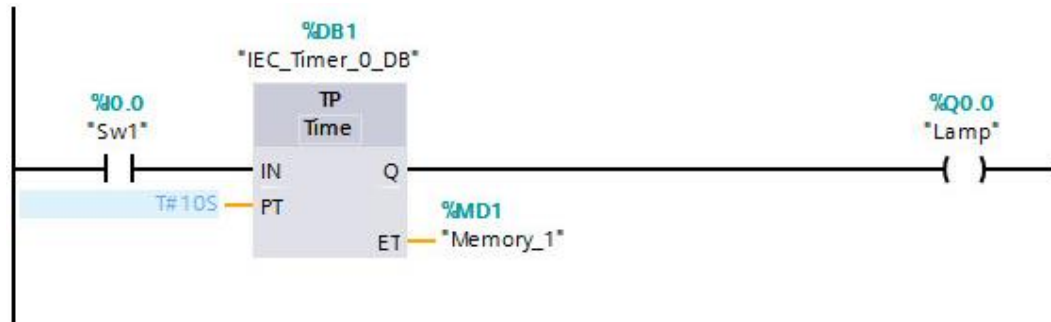 %DB1
"IEC_Timer_0_DB"
TP
Time
%I0.0
"Sw1"
%Q0.0
"Lamp"
IN
Q
T#10S
PT
%MD1
"Memory_1"
ET